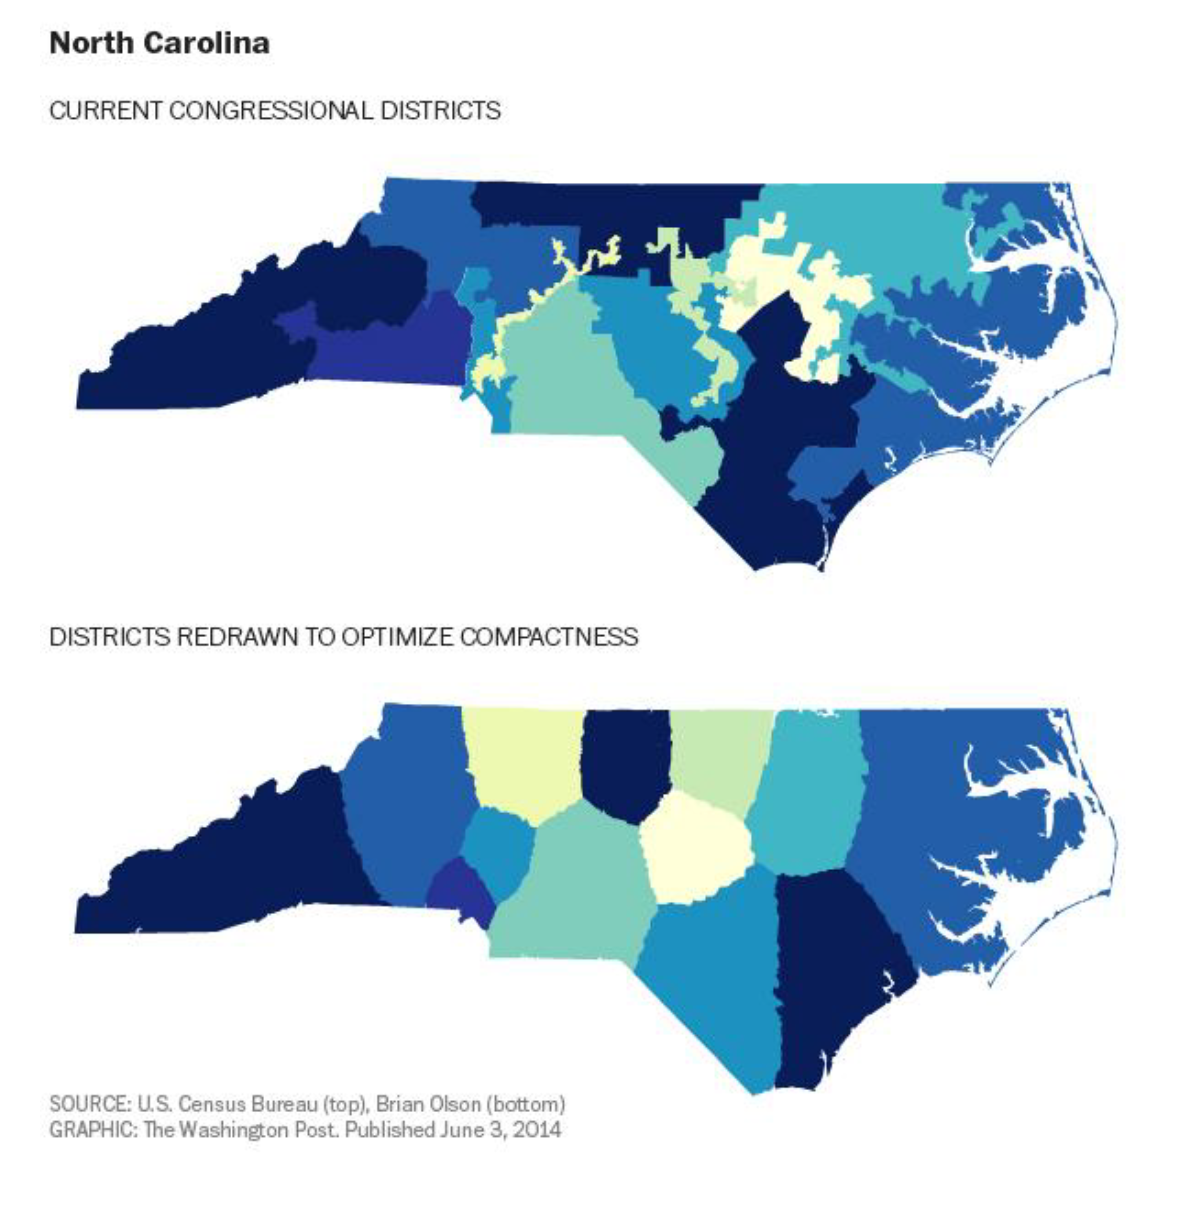 North Carolina
CURRENT CONGRESSIONAL DISTRICTS
DISTRICTS REDRAWN TO OPTIMIZE COMPACTNESS
SOURCE: U.S. Census Bureau (top), Brian Olson (bottom)
GRAPHIC: The Washington Post. Published June 3, 2014